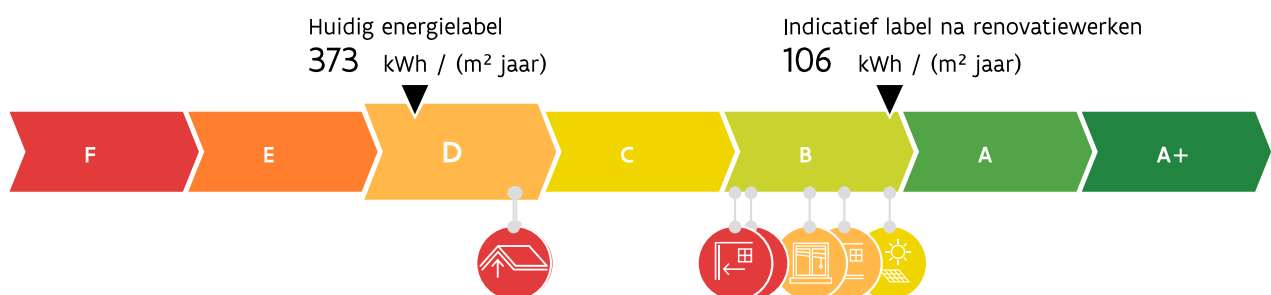 Huidig energielabel
373 kWh / (m² jaar)
Indicatief label na renovatiewerken
106 kWh / (m² jaar)
F E D C B A A+